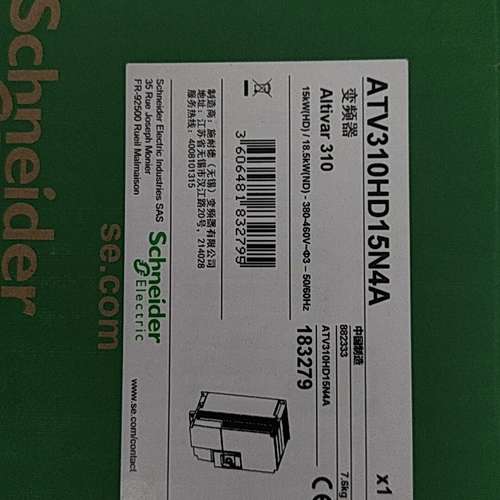 Schneider
se.com
ATV310HD15N4A
变频器
Altivar 310
15kW(HD) / 18.5kW(ND) - 380-460V~Φ3 - 50/60Hz
3 606481 832795
制造商：施耐德（无锡）变频器有限公司
地址：江苏省无锡市汉江路20号，214028
服务热线：4008101315
Schneider Electric Industries SAS
35 Rue Joseph Monier
FR-92500 Rueil Malmaison
Schneider
Electric
www.se.com/contact
中国制造
882333
ATV310HD15N4A
183279
x1
7.5kg
CE